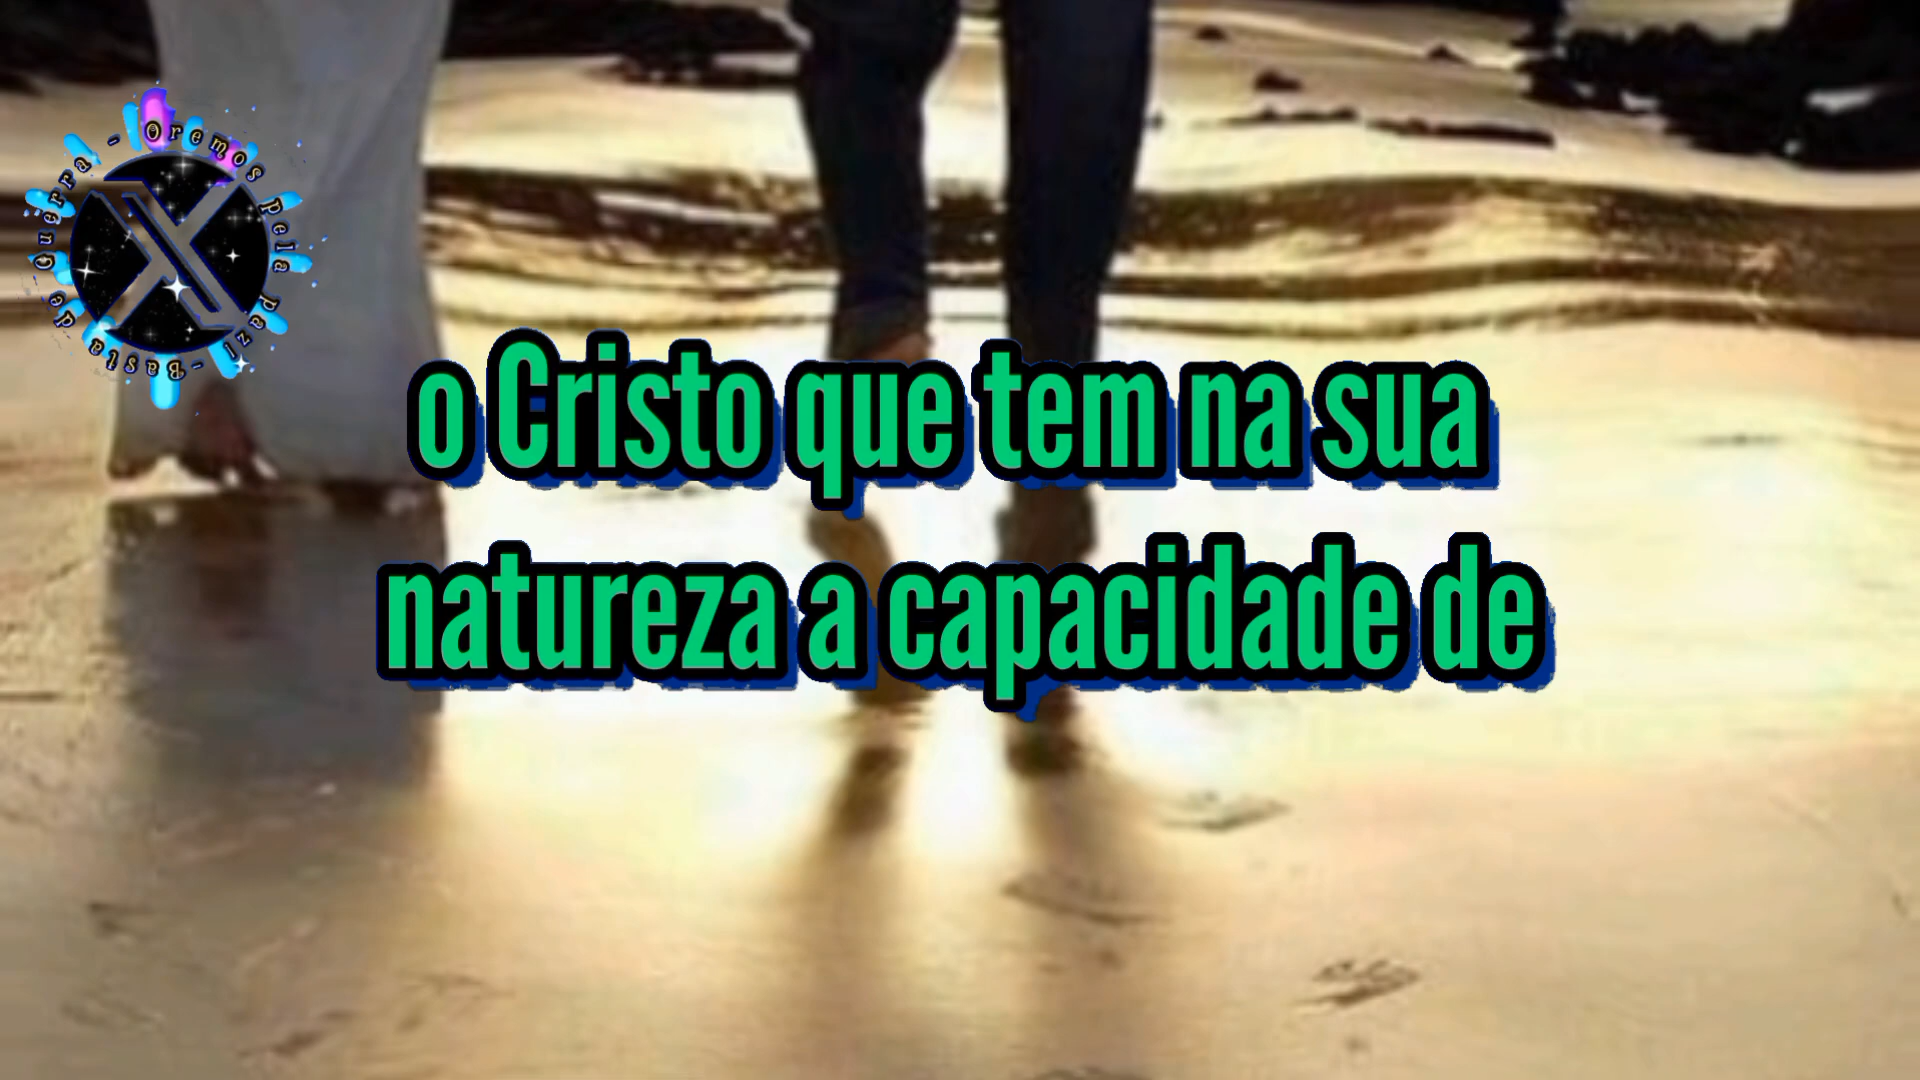 Oremos pela paz! - Basta de Guerra -
X
o Cristo que tem na sua
natureza a capacidade de